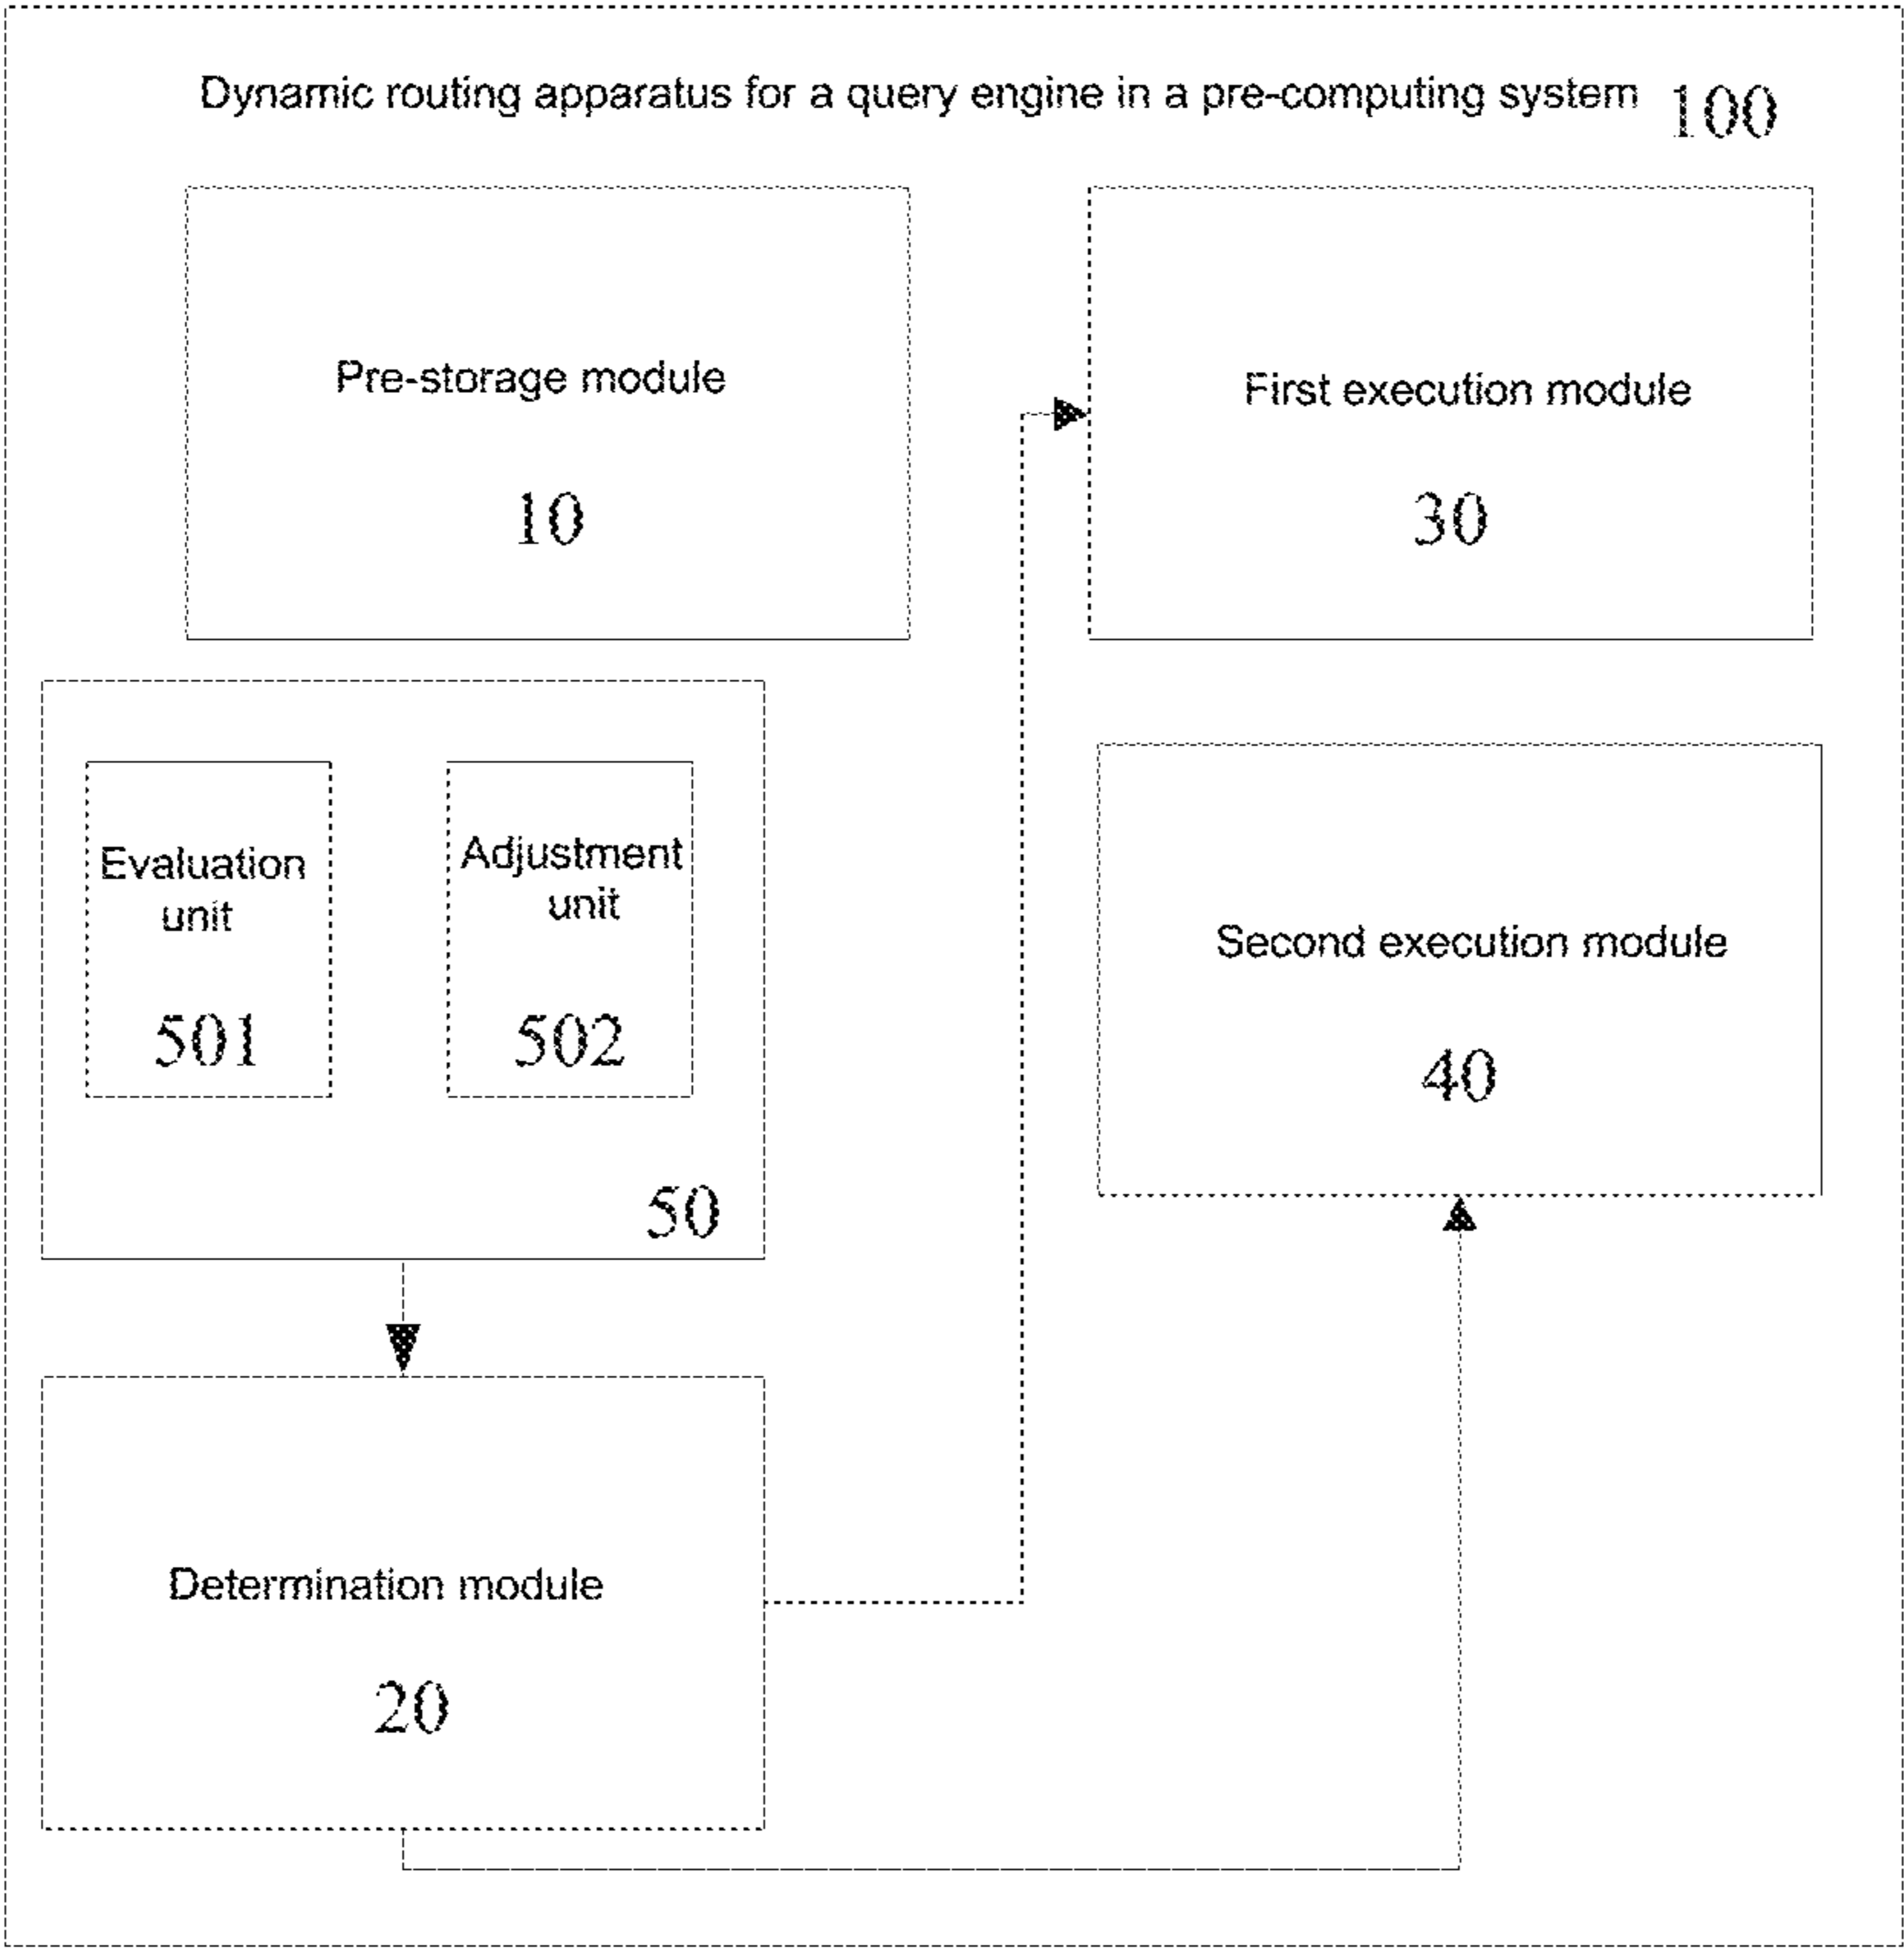 Dynamic routing apparatus for a query engine in a pre-computing system 100
Pre-storage module
10
First execution module
30
Evaluation
unit
501
Adjustment
unit
502
50
Second execution module
40
Determination module
20